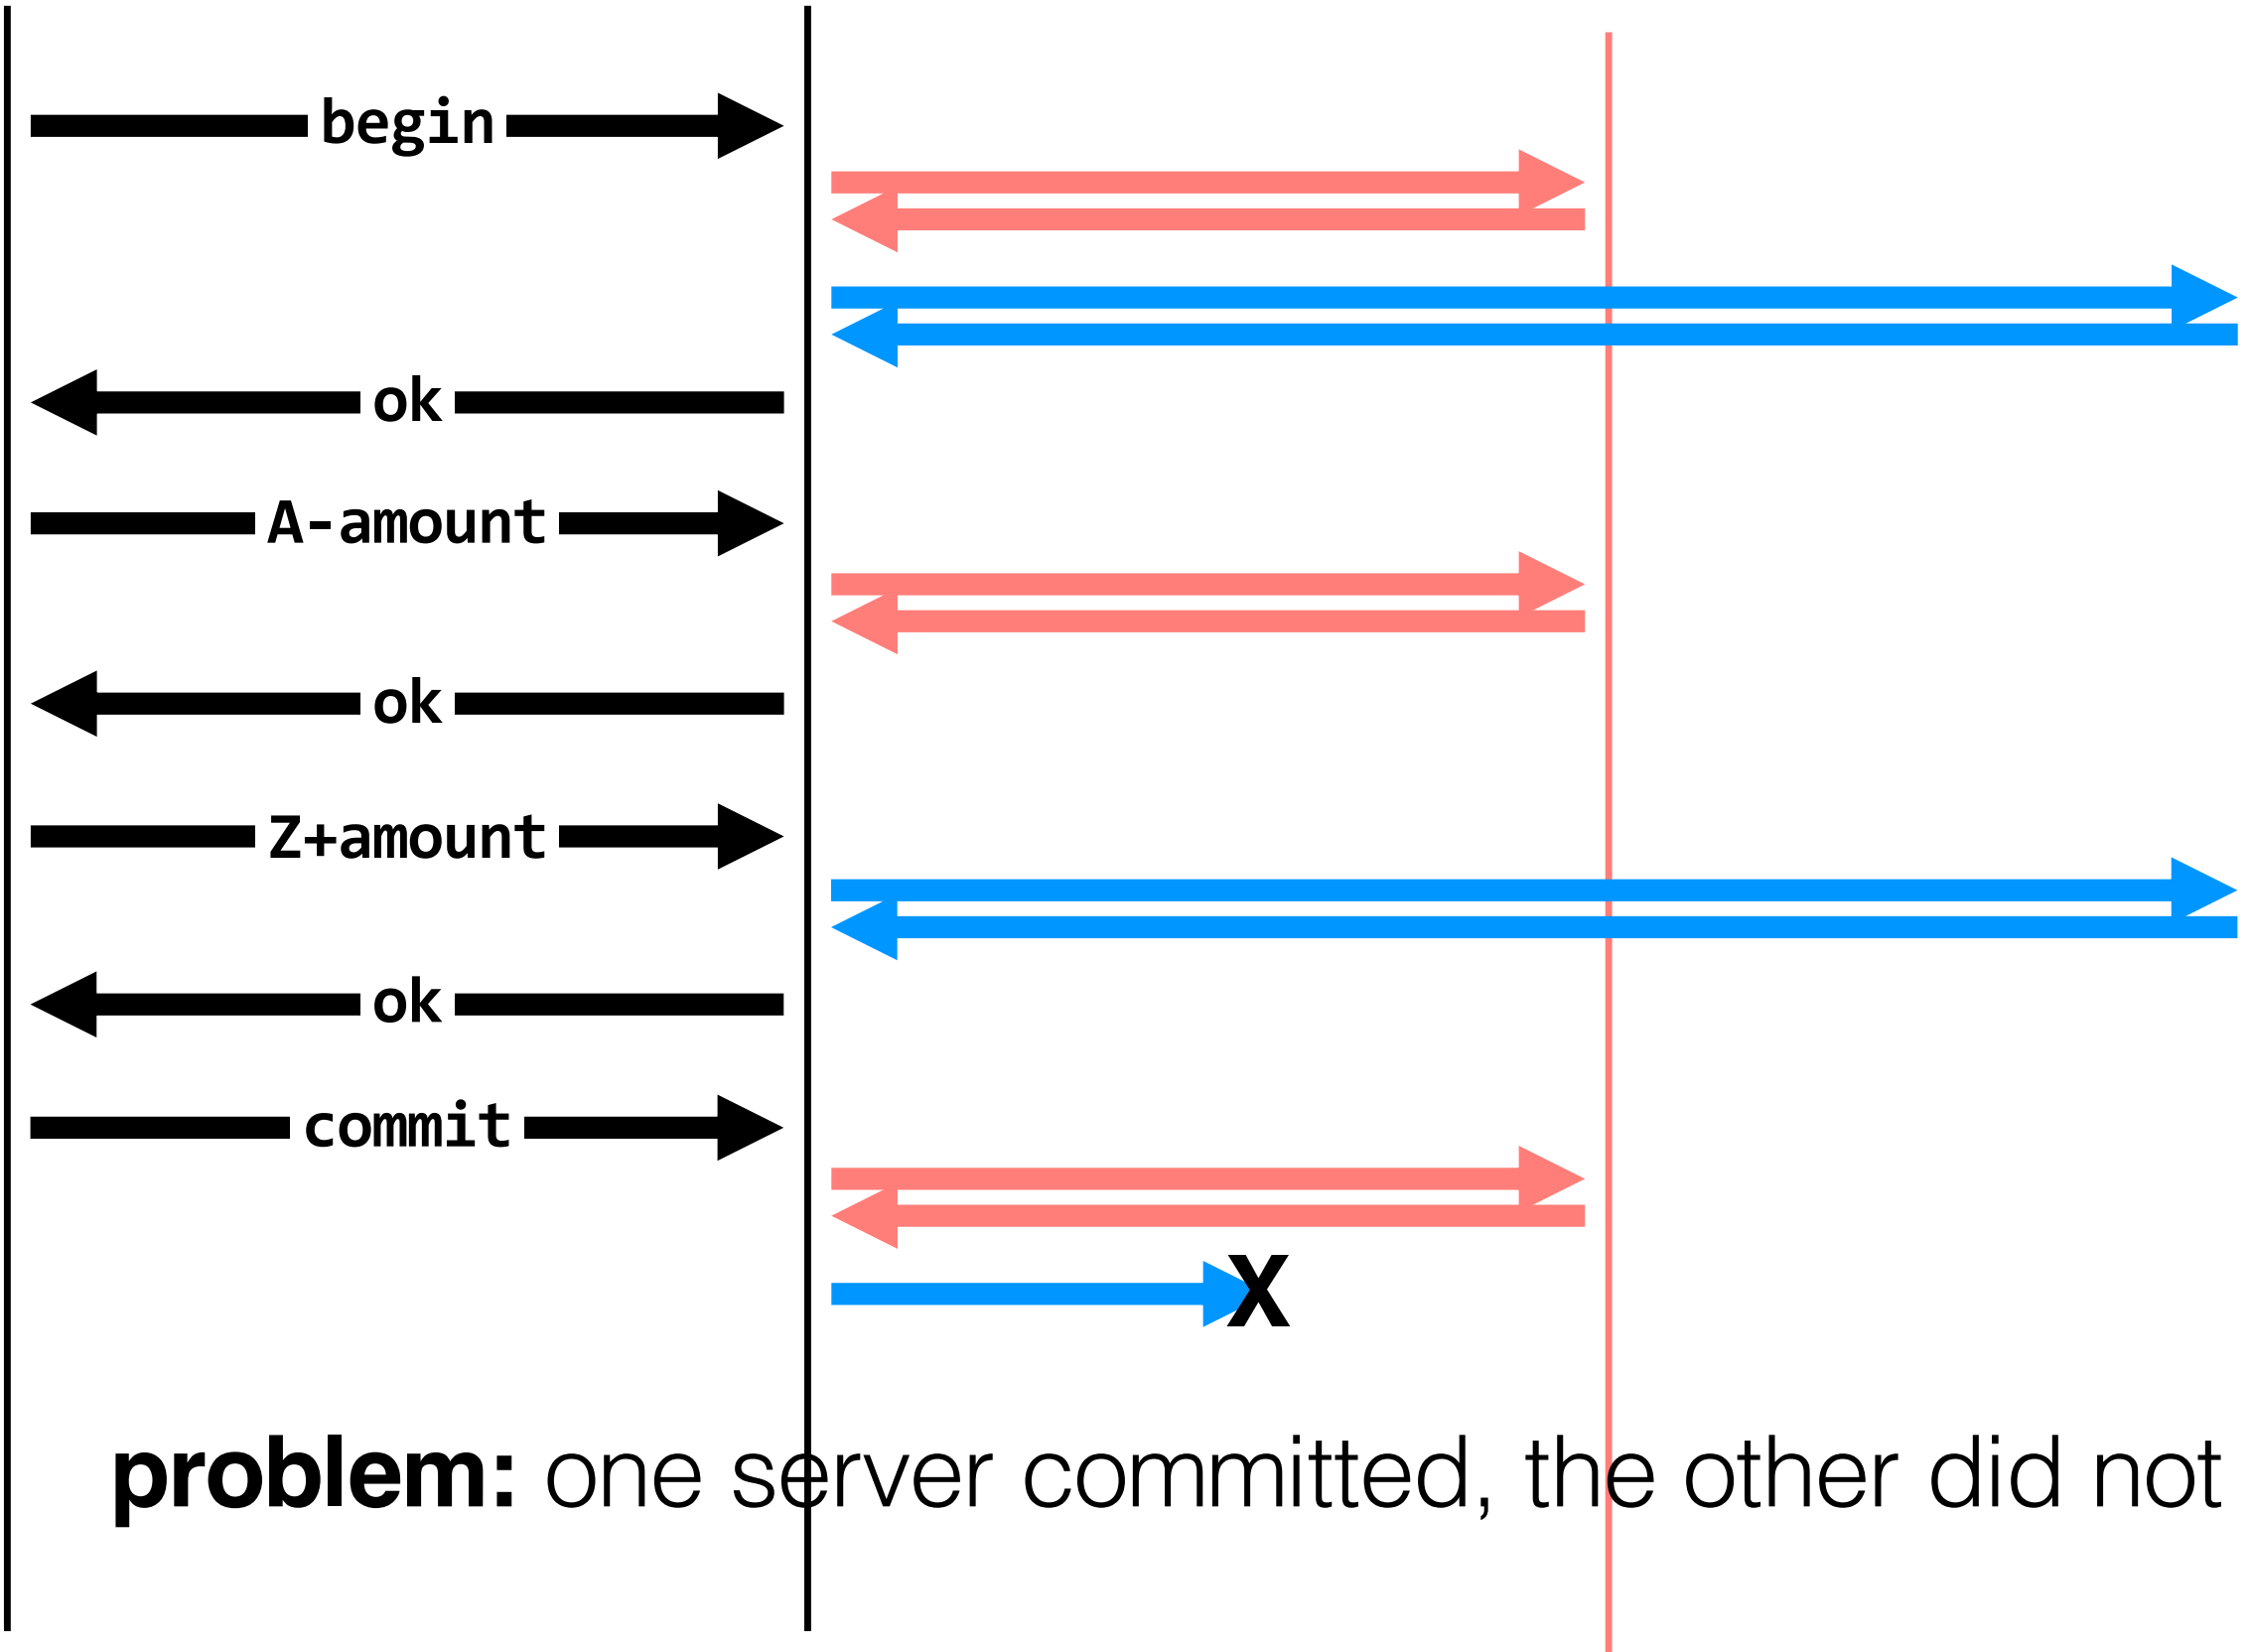 begin
ok
A-amount
ok
Z+amount
ok
commit
X
problem: one server committed, the other did not